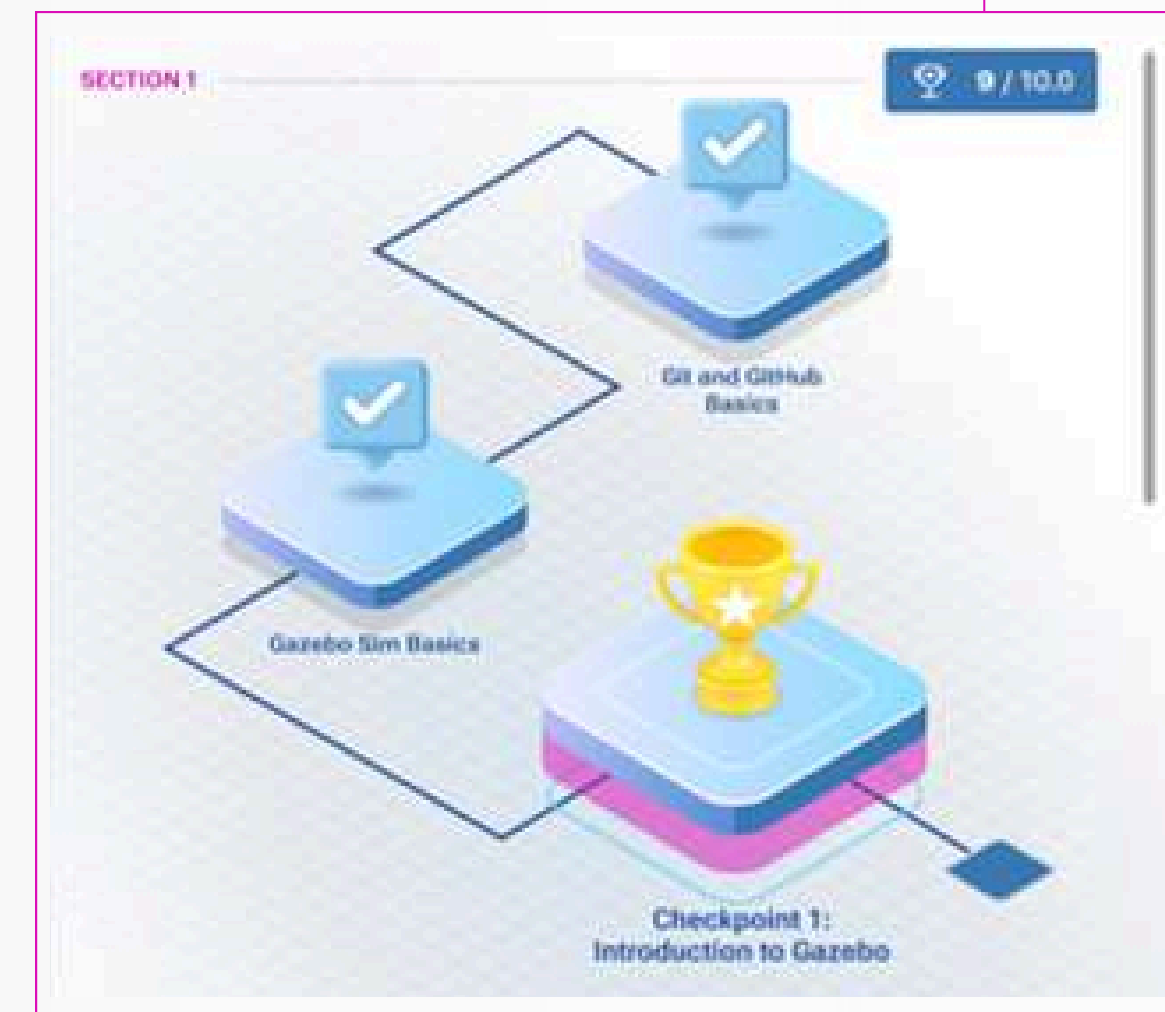 SECTION 1
9 / 10.0
Git and GitHub
Basics
Gazebo Sim Basics
Checkpoint 1:
Introduction to Gazebo